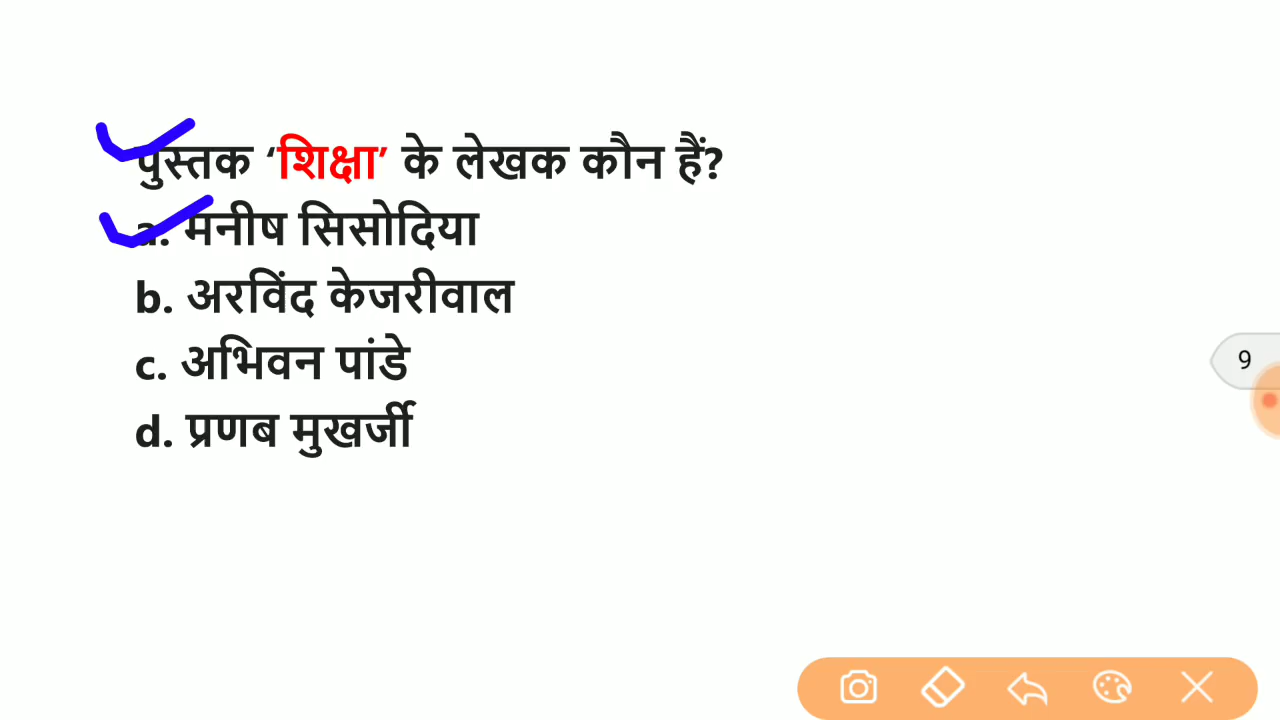 पुस्तक ‘शिक्षा’ के लेखक कौन हैं?
a. मनीष सिसोदिया
b. अरविंद केजरीवाल
c. अभिवन पांडे
d. प्रणब मुखर्जी
9